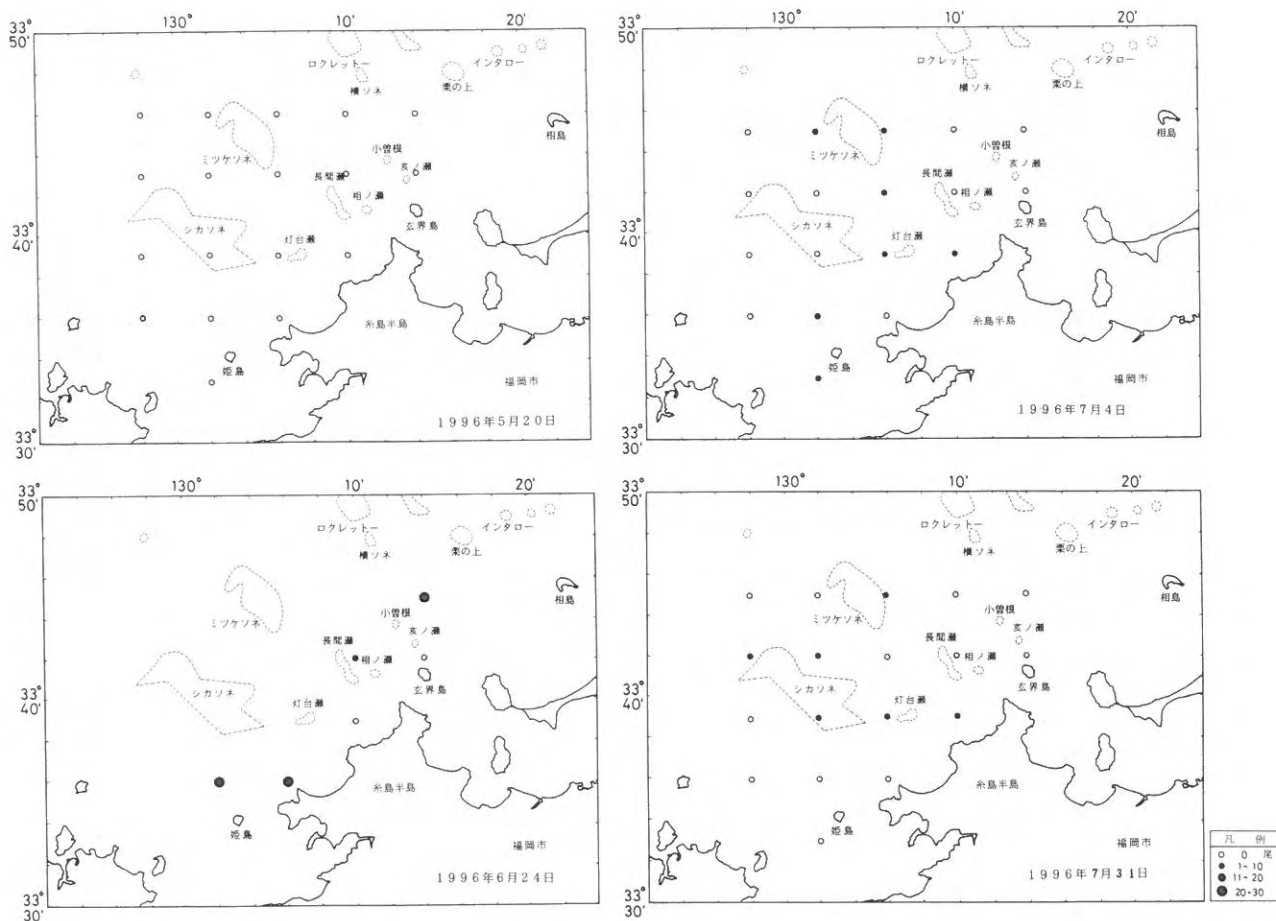 130°
10'
20'
33°
50'
ロクレットー
横ソネ
インタロー
栗の上
相島
ミツケソネ
小曽根
亥ノ瀬
長間瀬
相ノ瀬
玄界島
シカソネ
灯台瀬
33°
40'
糸島半島
姫島
福岡市
1996年5月20日
33°
30'
130°
10'
20'
33°
50'
ロクレットー
横ソネ
インタロー
栗の上
相島
ミツケソネ
小曽根
亥ノ瀬
長間瀬
相ノ瀬
玄界島
シカソネ
灯台瀬
33°
40'
糸島半島
姫島
福岡市
1996年7月4日
33°
30'
130°
10'
20'
33°
50'
ロクレットー
横ソネ
インタロー
栗の上
相島
ミツケソネ
小曽根
亥ノ瀬
長間瀬
相ノ瀬
玄界島
シカソネ
灯台瀬
33°
40'
糸島半島
姫島
福岡市
1996年6月24日
33°
30'
130°
10'
20'
33°
50'
ロクレットー
横ソネ
インタロー
栗の上
相島
ミツケソネ
小曽根
亥ノ瀬
長間瀬
相ノ瀬
玄界島
シカソネ
灯台瀬
33°
40'
糸島半島
姫島
福岡市
1996年7月31日
33°
30'
凡例
0 尾
1~10
11~20
20~30